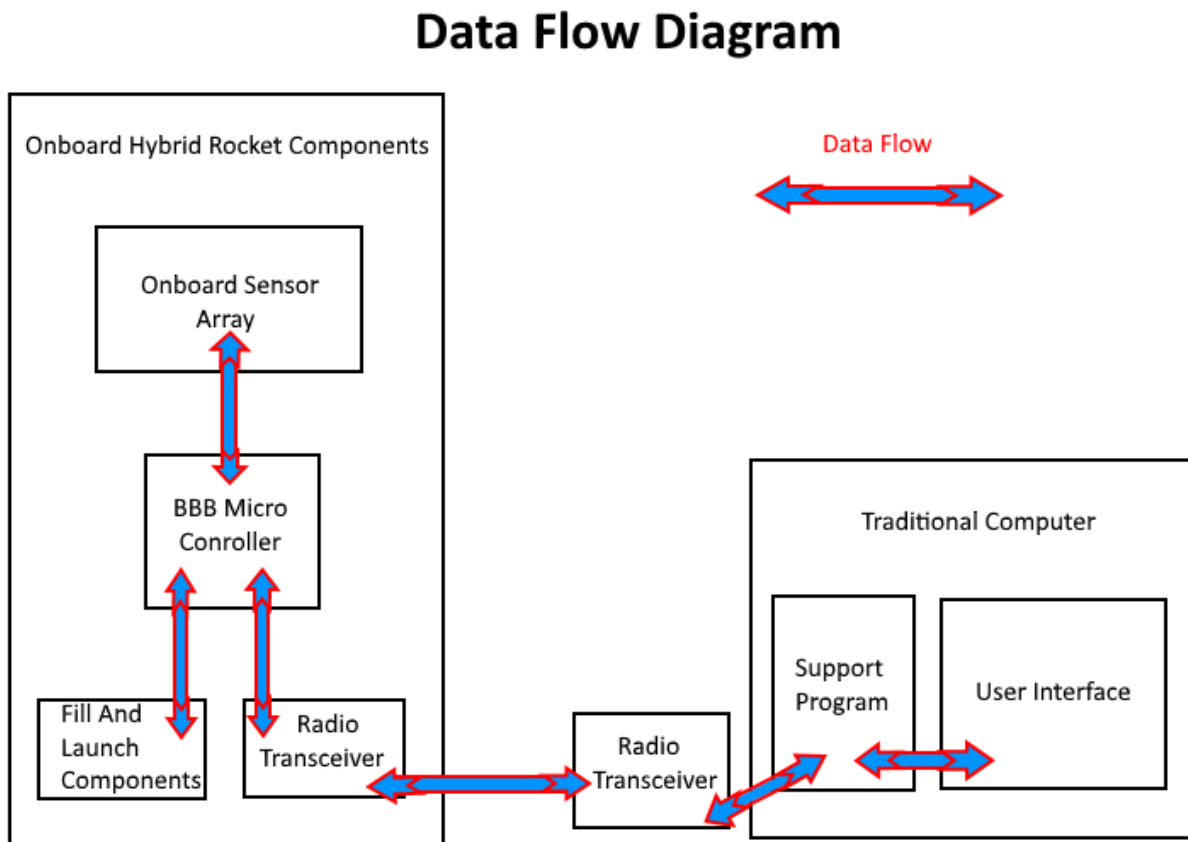 Data Flow Diagram
Onboard Hybrid Rocket Components
Data Flow
Onboard Sensor
Array
BBB Micro
Conroller
Traditional Computer
Support
Program
User Interface
Fill And
Launch
Components
Radio
Transceiver
Radio
Transceiver